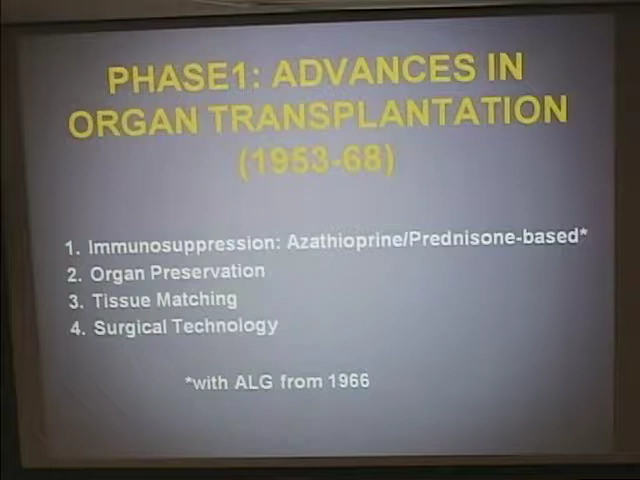 PHASE1: ADVANCES IN
ORGAN TRANSPLANTATION
(1953-68)
1. Immunosuppression: Azathioprine/Prednisone-based*
2. Organ Preservation
3. Tissue Matching
4. Surgical Technology
*with ALG from 1966